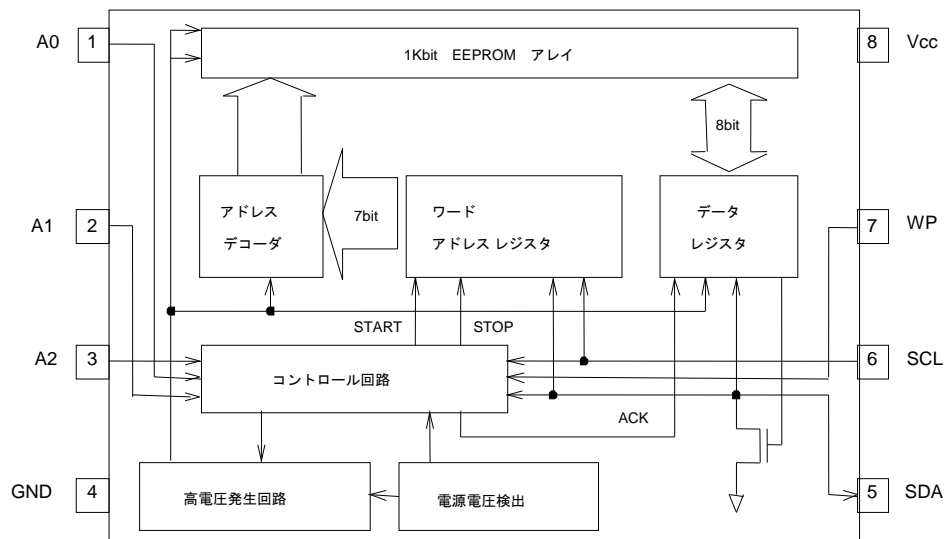 A0
1
1Kbit EEPROM アレイ
8
Vcc
8bit
A1
2
アドレス
デコーダ
7bit
ワード
アドレス レジスタ
データ
レジスタ
7
WP
START
STOP
A2
3
コントロール回路
6
SCL
ACK
GND
4
高電圧発生回路
電源電圧検出
5
SDA